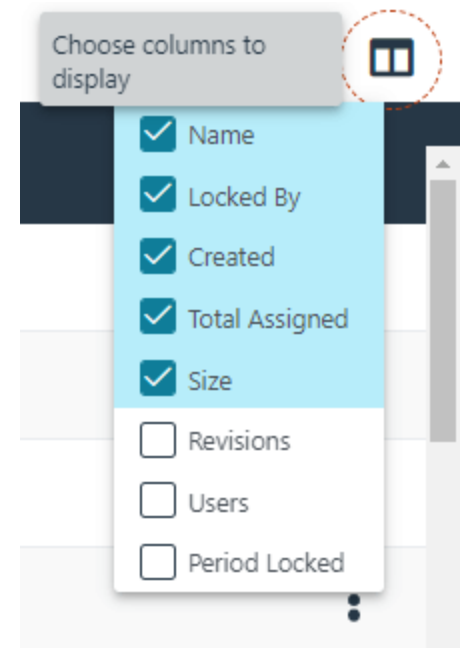 Choose columns to
display
Name
Locked By
Created
Total Assigned
Size
Revisions
Users
Period Locked